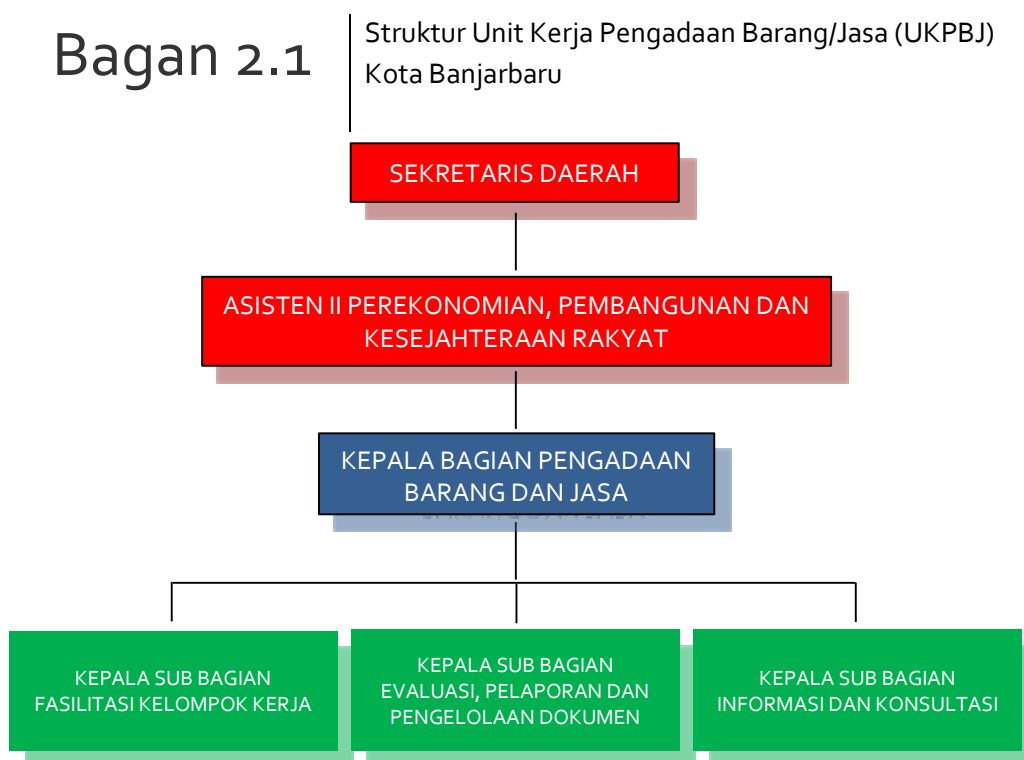 Bagan 2.1
Struktur Unit Kerja Pengadaan Barang/Jasa (UKPBJ)
Kota Banjarbaru
SEKRETARIS DAERAH
ASISTEN II PEREKONOMIAN, PEMBANGUNAN DAN
KESEJAHTERAAN RAKYAT
KEPALA BAGIAN PENGADAAN
BARANG DAN JASA
KEPALA SUB BAGIAN
FASILITASI KELOMPOK KERJA
KEPALA SUB BAGIAN
EVALUASI, PELAPORAN DAN
PENGELOLAAN DOKUMEN
KEPALA SUB BAGIAN
INFORMASI DAN KONSULTASI